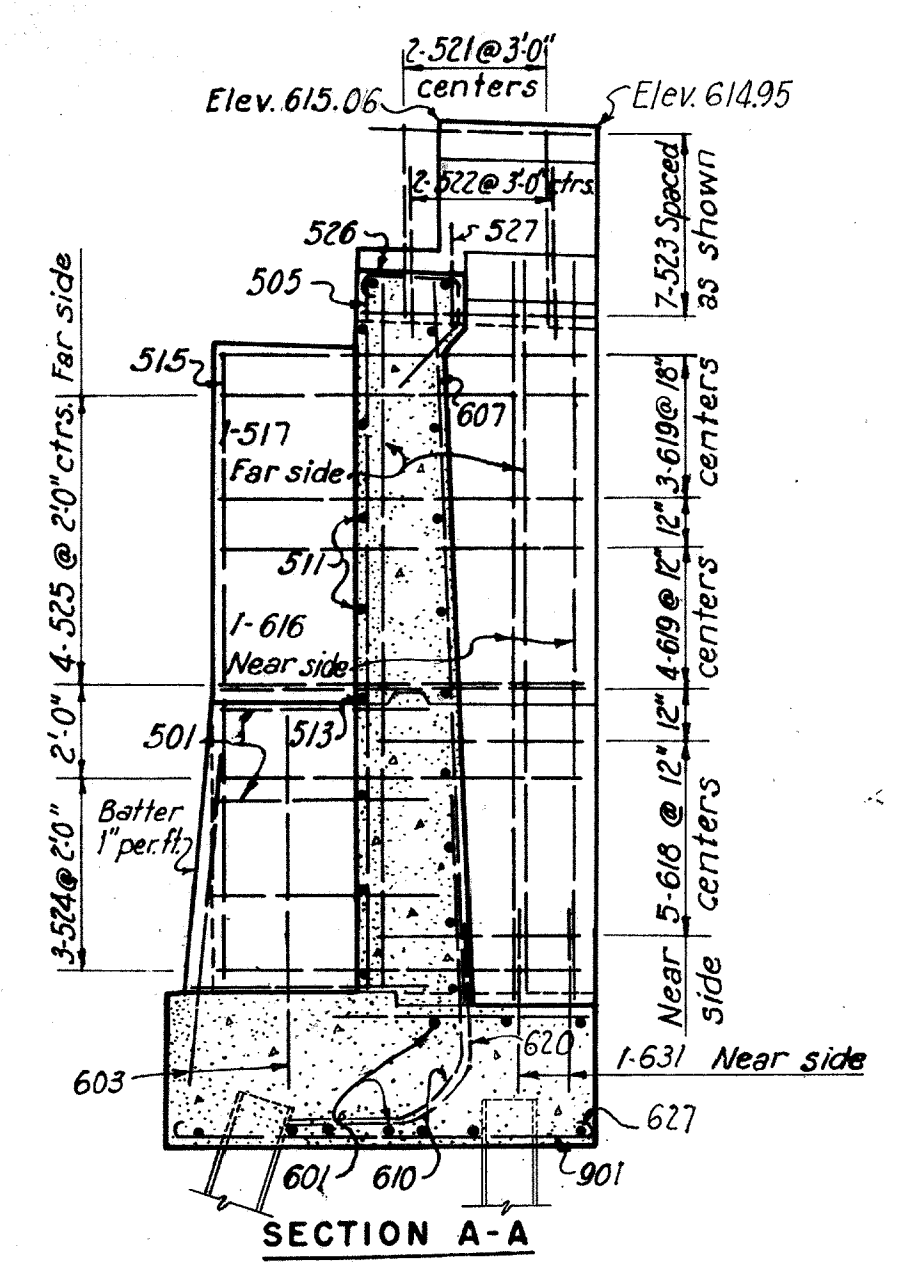 2-521@3'-0"
centers
Elev. 615.06
Elev. 614.95
2-522@3'-0" ctrs.
7-523 Spaced
as shown
526
527
505
Far side
515
607
1-517
Far side
4-525 @ 2'-0" ctrs.
3-619@18"
centers
12"
511
1-616
Near side
4-619@12"
centers
501
513
2'-0"
12"
Batter
1" per. ft.
3-524@2'-0"
5-618 @ 12"
centers
Near
side
603
620
1-631 Near side
627
601
610
901
SECTION A-A